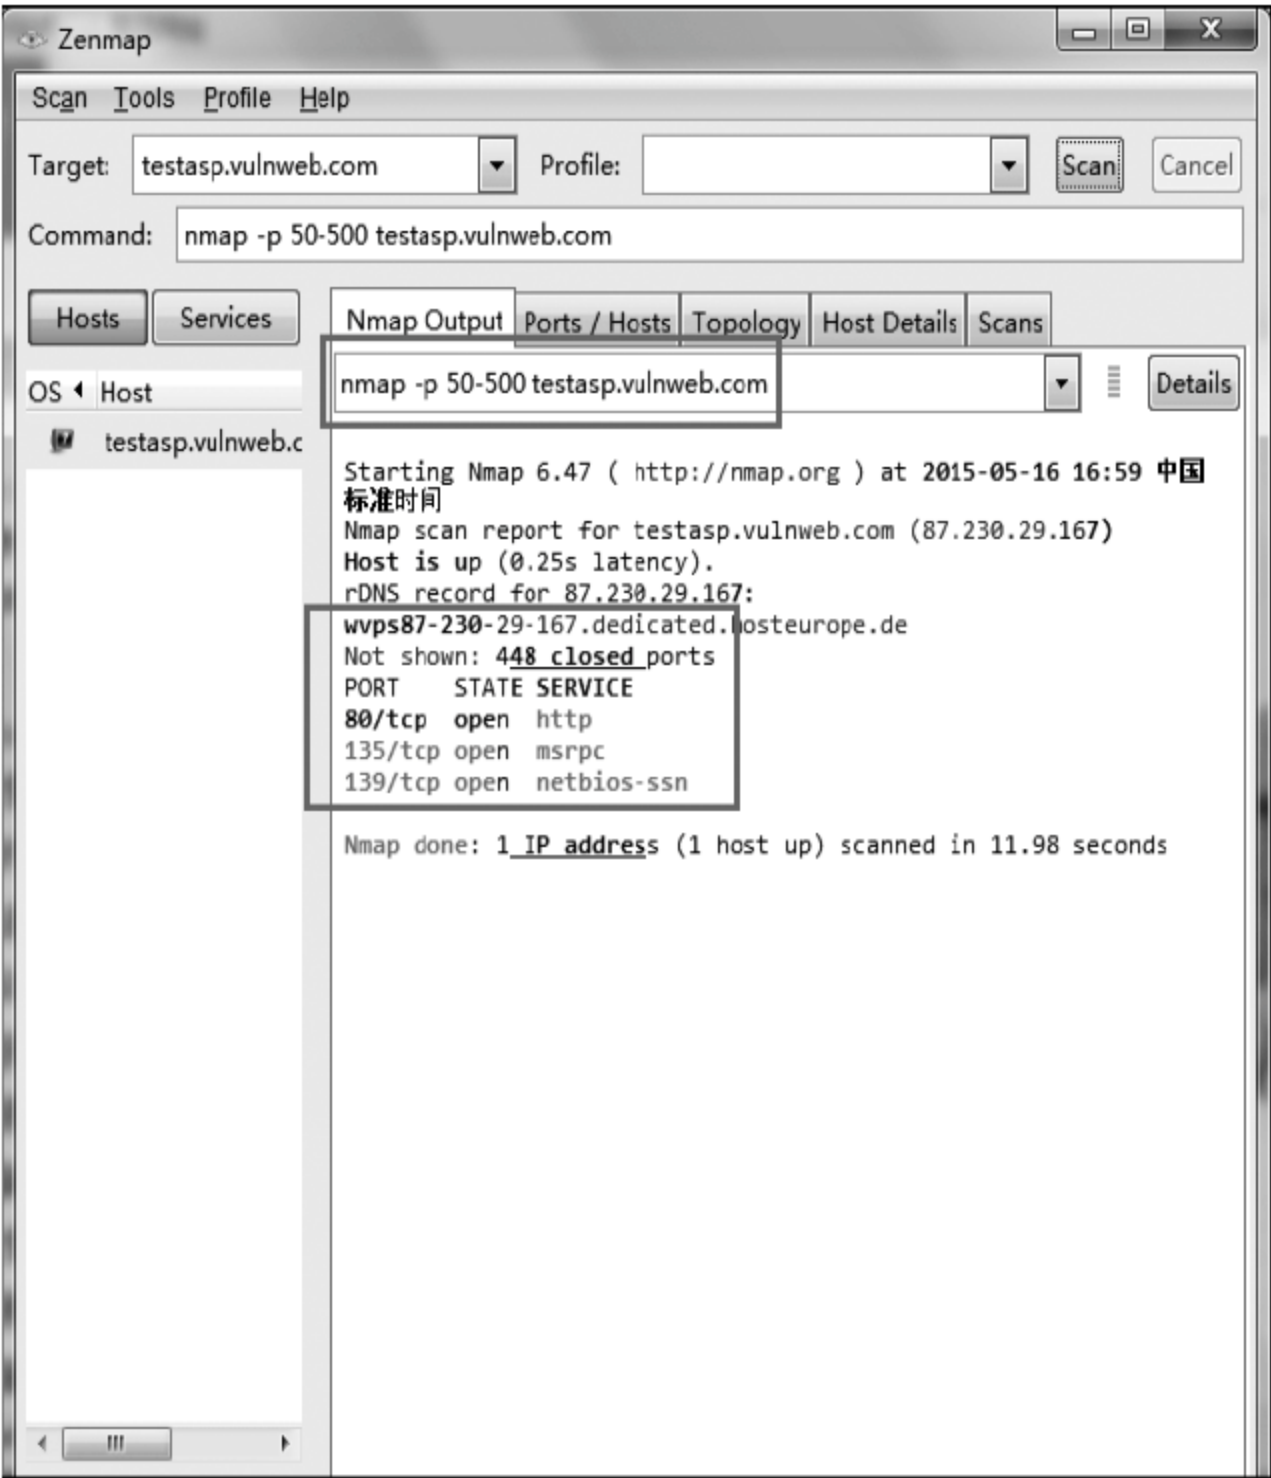 Zenmap
Scan Tools Profile Help
Target: testasp.vulnweb.com Profile: Scan Cancel
Command: nmap -p 50-500 testasp.vulnweb.com
Hosts Services Nmap Output Ports / Hosts Topology Host Details Scans
nmap -p 50-500 testasp.vulnweb.com Details
OS Host
testasp.vulnweb.c
Starting Nmap 6.47 ( http://nmap.org ) at 2015-05-16 16:59 中国
标准时间
Nmap scan report for testasp.vulnweb.com (87.230.29.167)
Host is up (0.25s latency).
rDNS record for 87.230.29.167:
wvps87-230-29-167.dedicated.hosteurope.de
Not shown: 448 closed ports
PORT STATE SERVICE
80/tcp open http
135/tcp open msrpc
139/tcp open netbios-ssn
Nmap done: 1 IP address (1 host up) scanned in 11.98 seconds